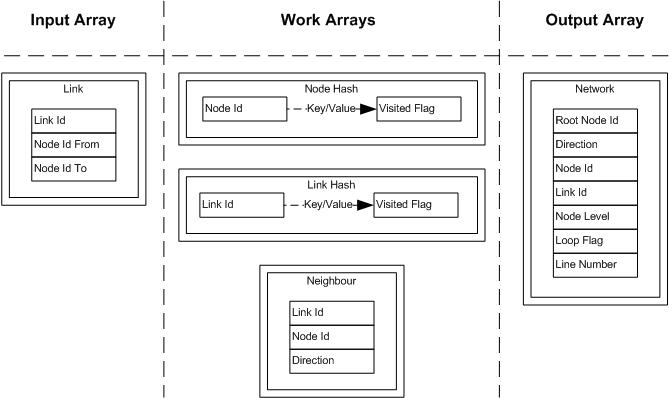 Input Array
Work Arrays
Output Array
Link
Link Id
Node Id From
Node Id To
Node Hash
Node Id
Key/Value
Visited Flag
Link Hash
Link Id
Key/Value
Visited Flag
Neighbour
Link Id
Node Id
Direction
Network
Root Node Id
Direction
Node Id
Link Id
Node Level
Loop Flag
Line Number